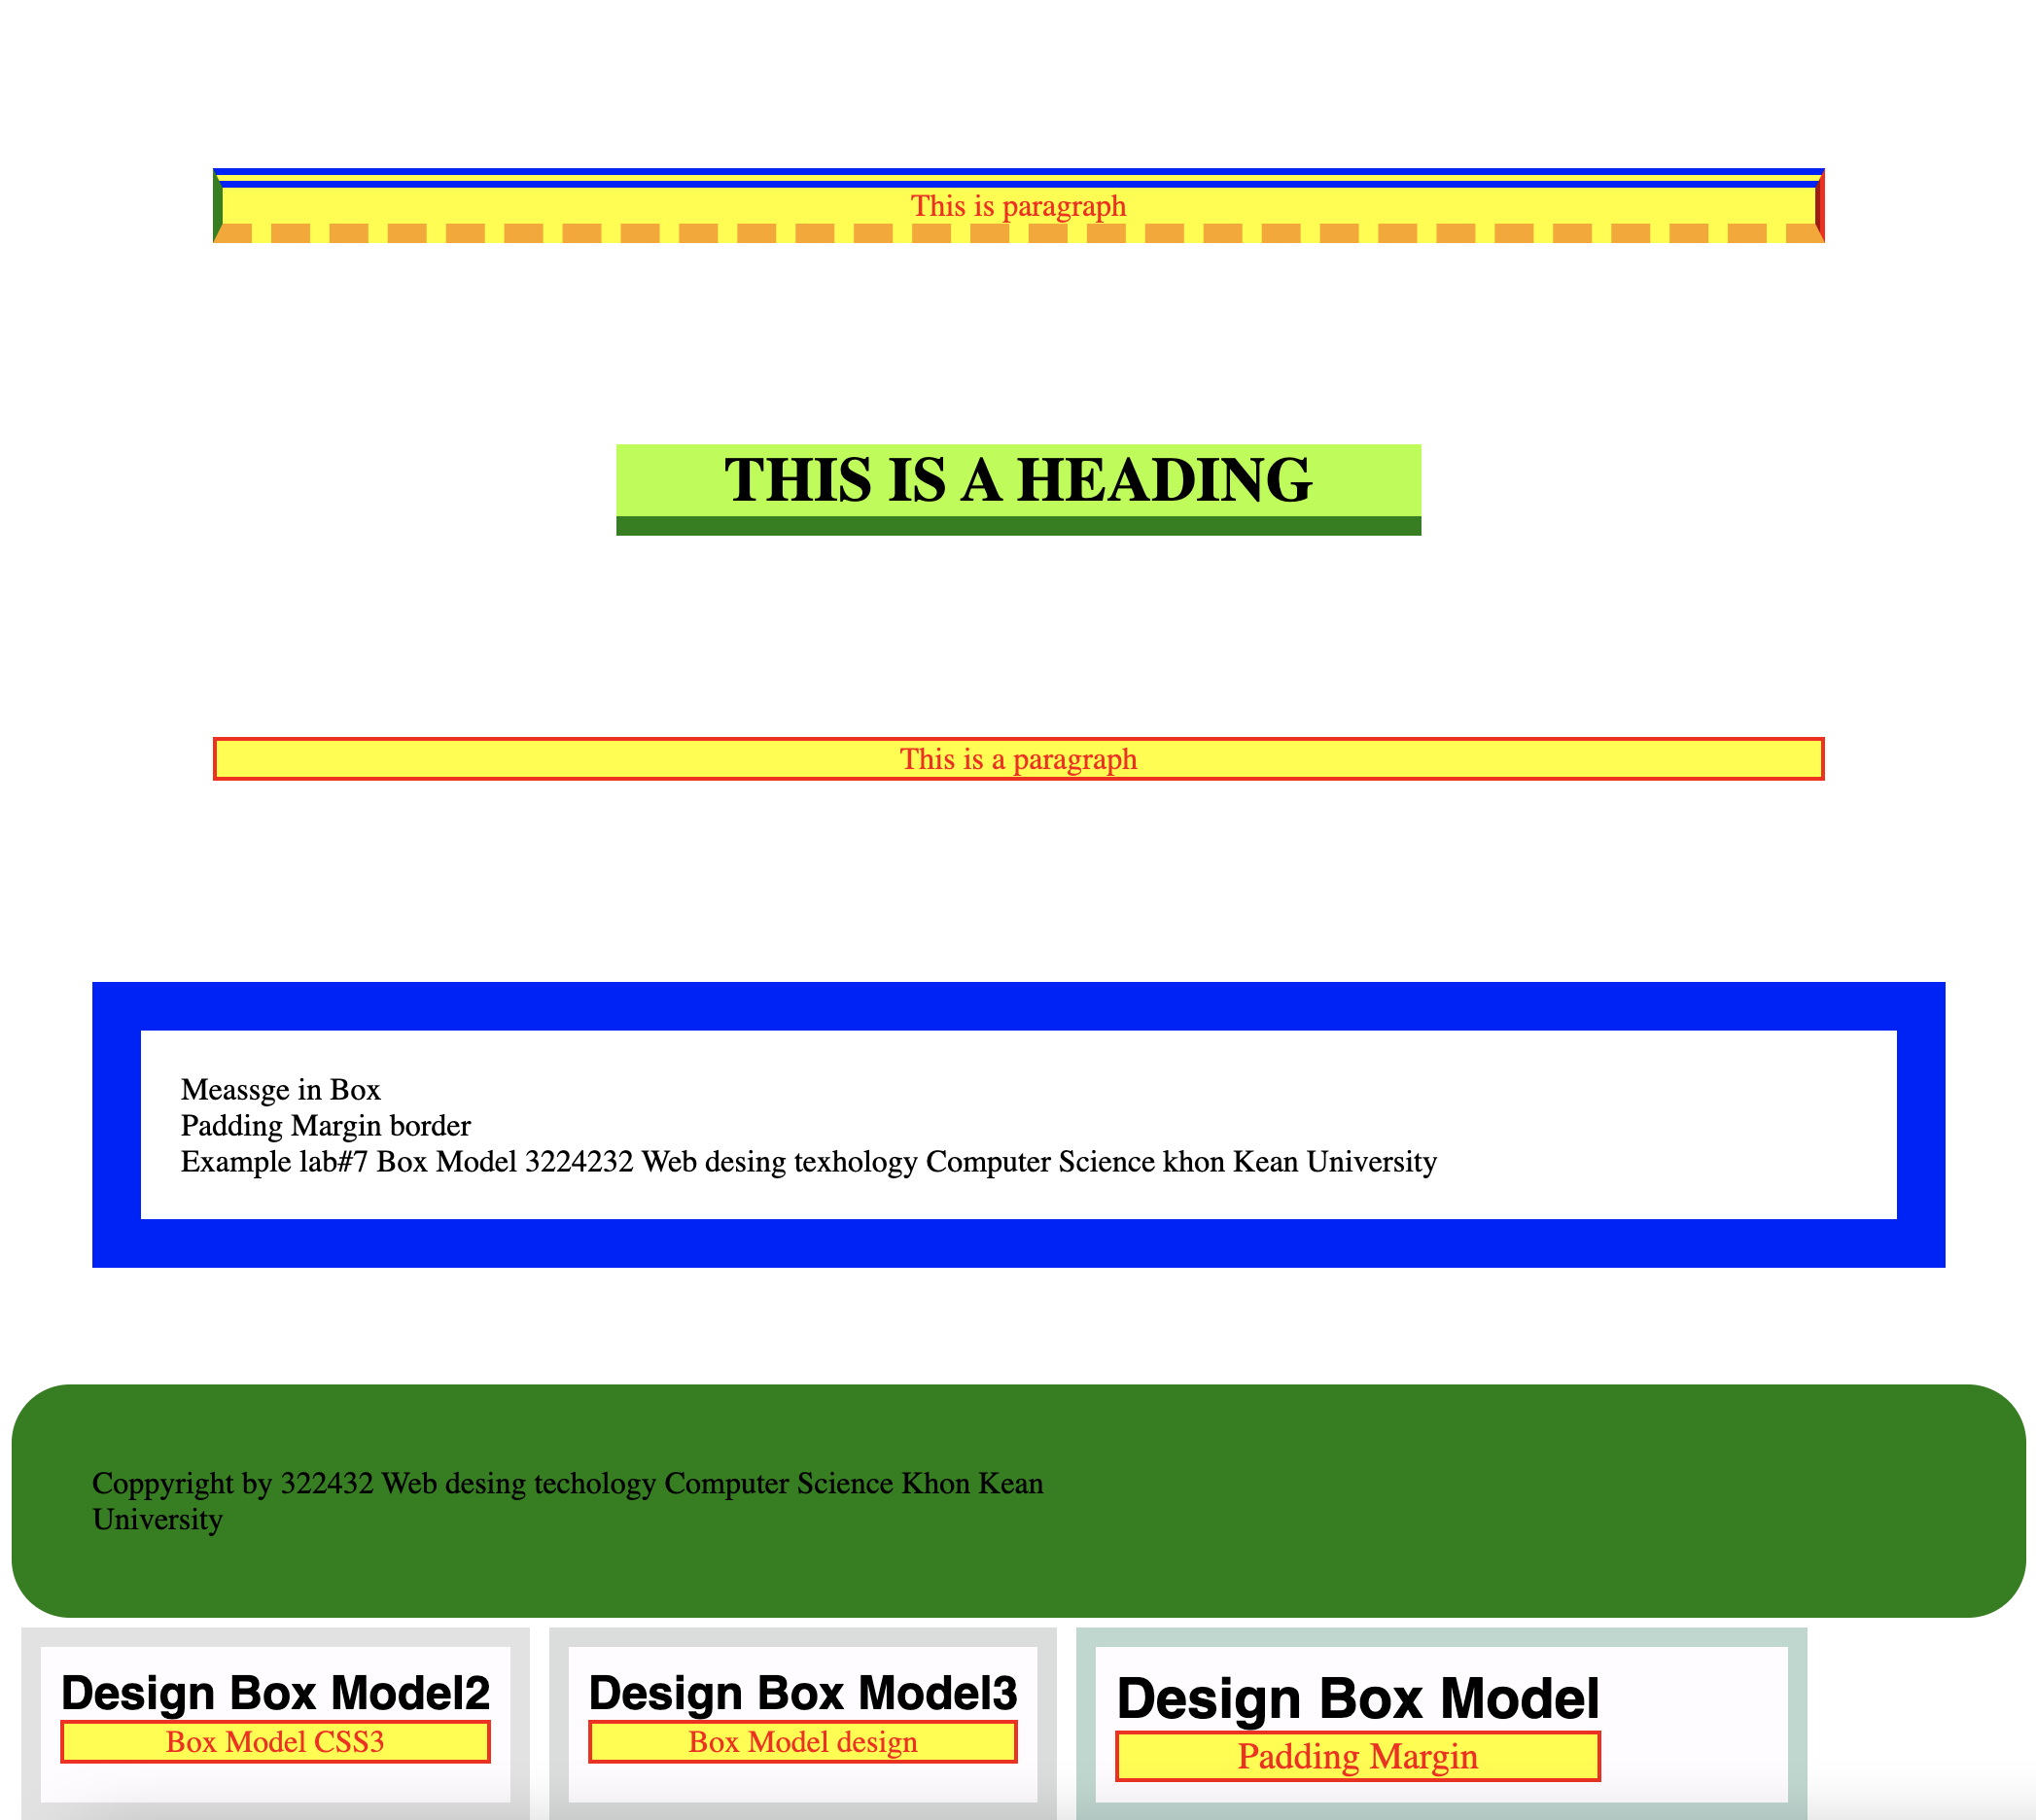 This is paragraph
THIS IS A HEADING
This is a paragraph
Meassge in Box
Padding Margin border
Example lab#7 Box Model 3224232 Web desing texhology Computer Science khon Kean University
Coppyright by 322432 Web desing techology Computer Science Khon Kean
University
Design Box Model2
Box Model CSS3
Design Box Model3
Box Model design
Design Box Model
Padding Margin